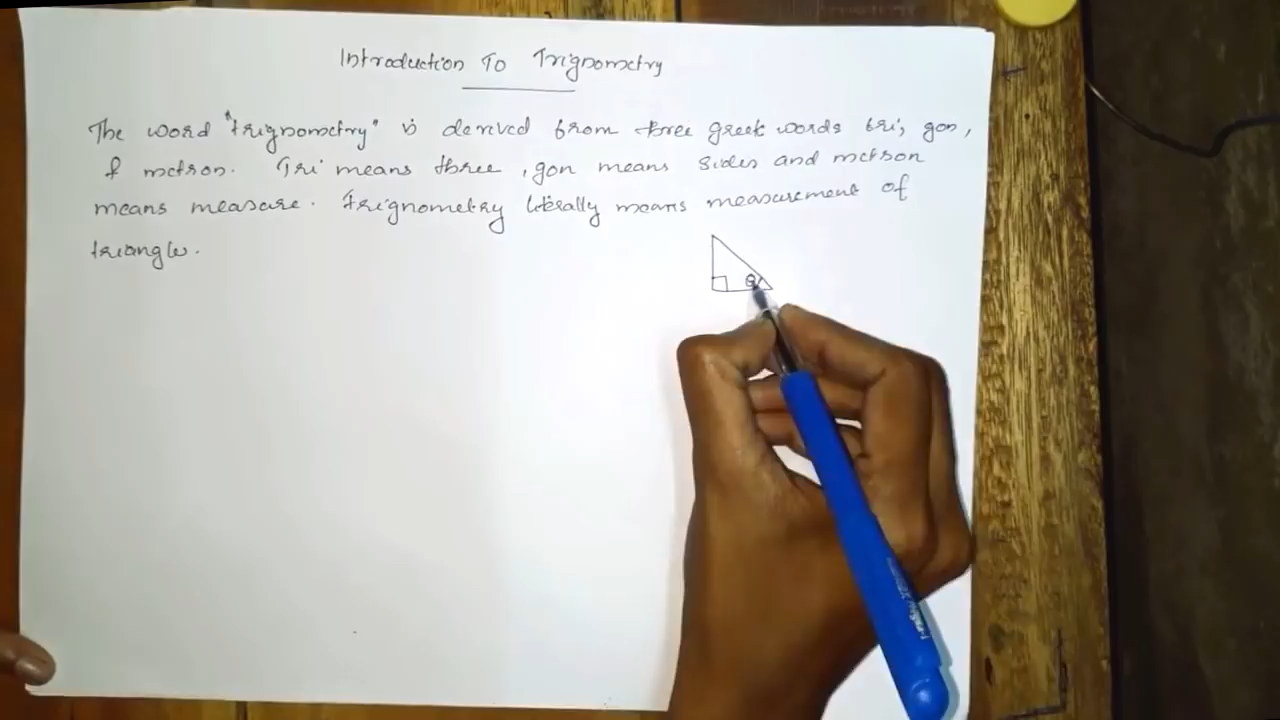 Introduction To Trignometry
The word "trignometry" is derived from three greek words tri, gon,
& metron. Tri means three, gon means sides and metron
means measure. Trignometry literally means measurement of
triangle.
θ